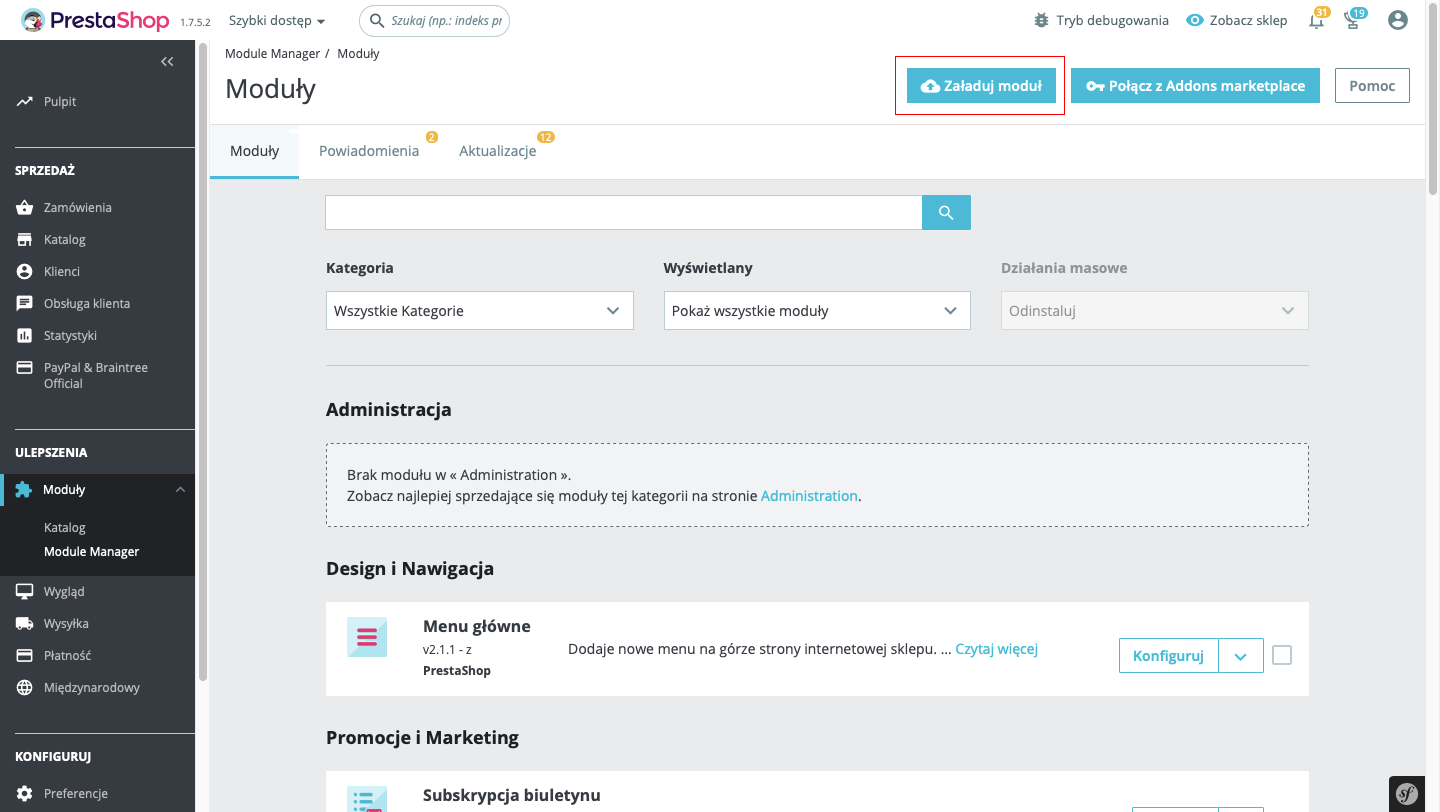 PrestaShop 1.7.5.2 Szybki dostęp Szukaj (np.: indeks pr Tryb debugowania Zobacz sklep 31 19
Pulpit
SPRZEDAŻ
Zamówienia
Katalog
Klienci
Obsługa klienta
Statystyki
PayPal & Braintree
Official
ULEPSZENIA
Moduły
Katalog
Module Manager
Wygląd
Wysyłka
Płatność
Międzynarodowy
KONFIGURUJ
Preferencje
Module Manager / Moduły
Moduły
Załaduj moduł Połącz z Addons marketplace Pomoc
Moduły Powiadomienia 2 Aktualizacje 12
Kategoria Wyświetlany Działania masowe
Wszystkie Kategorie Pokaż wszystkie moduły Odinstaluj
Administracja
Brak modułu w « Administration ».
Zobacz najlepiej sprzedające się moduły tej kategorii na stronie Administration.
Design i Nawigacja
Menu główne
v2.1.1 - z
PrestaShop
Dodaje nowe menu na górze strony internetowej sklepu. ... Czytaj więcej
Konfiguruj
Promocje i Marketing
Subskrypcja biuletynu
sf